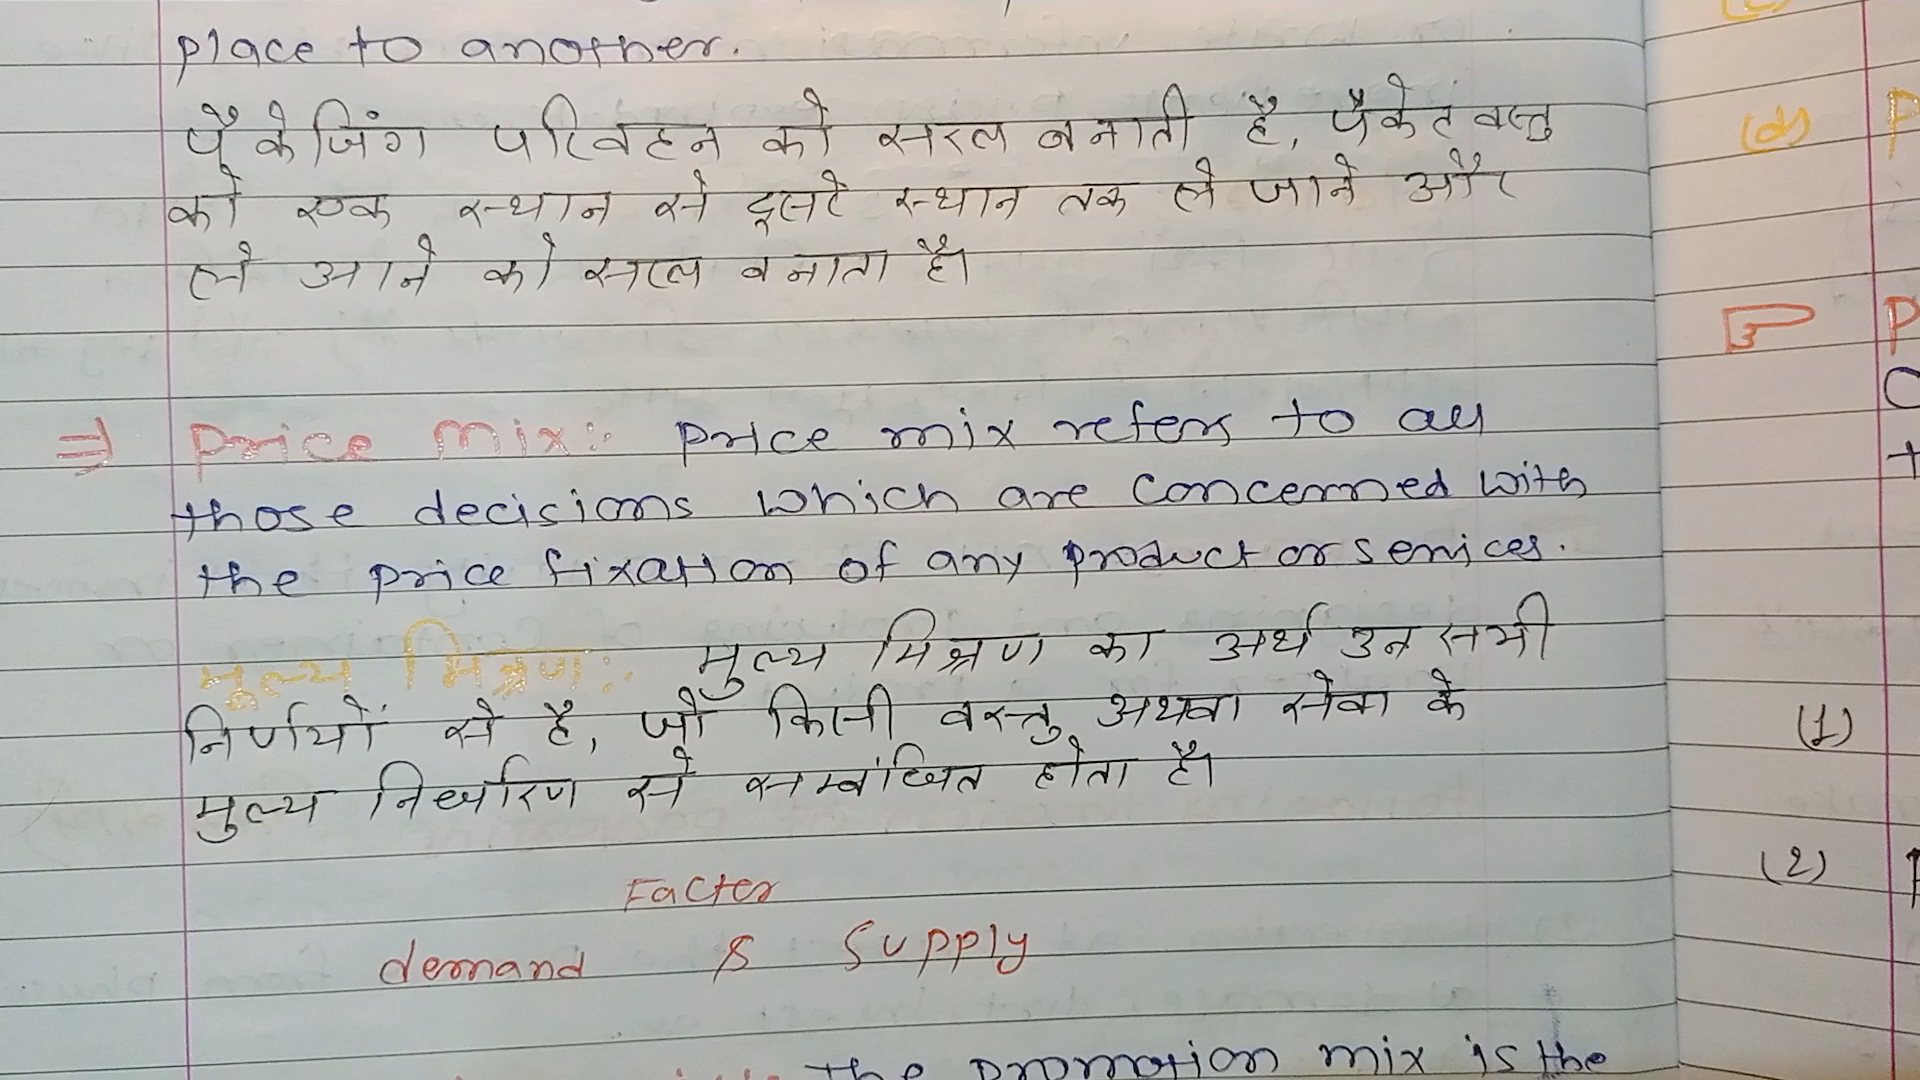 place to another.
पैकेजिंग परिवहन को सरल बनाती है, पैकेट वस्तु
को एक स्थान से दूसरे स्थान तक ले जाने और
ले आने को सरल बनाता है।
⇒ Price mix:- Price mix refers to all
those decisions which are concerned with
the price fixation of any product or services.
मुल्य मिश्रण:- मुल्य मिश्रण का अर्थ उन सभी
निर्णयों से है, जो किसी वस्तु अथवा सेवा के
मुल्य निर्धारण से सम्बंधित होता है।
Facter
demand & Supply
the promotion mix is the
(d) P
P
(1)
(2)